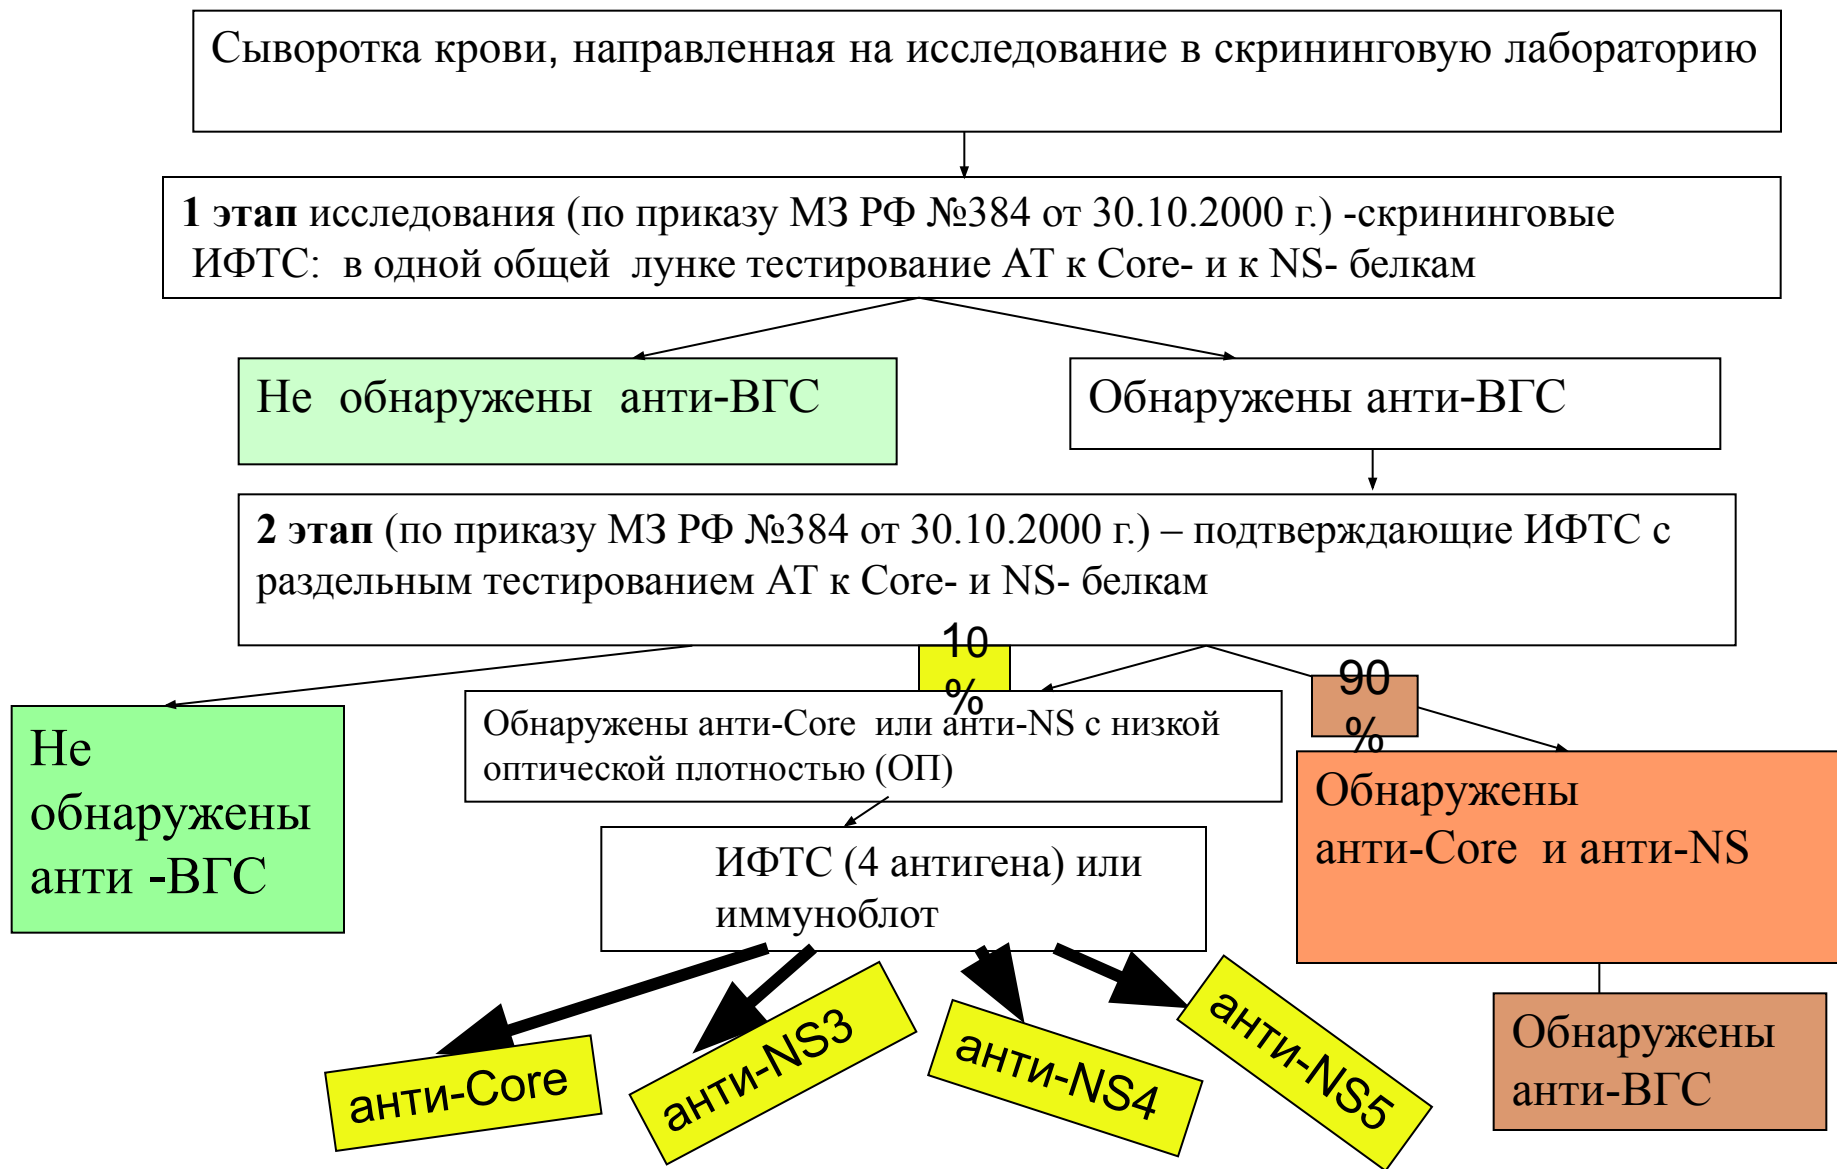 Сыворотка крови, направленная на исследование в скрининговую лабораторию
1 этап исследования (по приказу МЗ РФ №384 от 30.10.2000 г.) -скрининговые
ИФТС: в одной общей лунке тестирование АТ к Core- и к NS- белкам
Не обнаружены анти-ВГС
Обнаружены анти-ВГС
2 этап (по приказу МЗ РФ №384 от 30.10.2000 г.) – подтверждающие ИФТС с
раздельным тестированием АТ к Core- и NS- белкам
10
%
90
%
Не
обнаружены
анти -ВГС
Обнаружены анти-Core или анти-NS с низкой
оптической плотностью (ОП)
Обнаружены
анти-Core и анти-NS
ИФТС (4 антигена) или
иммуноблот
анти-Core
анти-NS3
анти-NS4
анти-NS5
Обнаружены
анти-ВГС